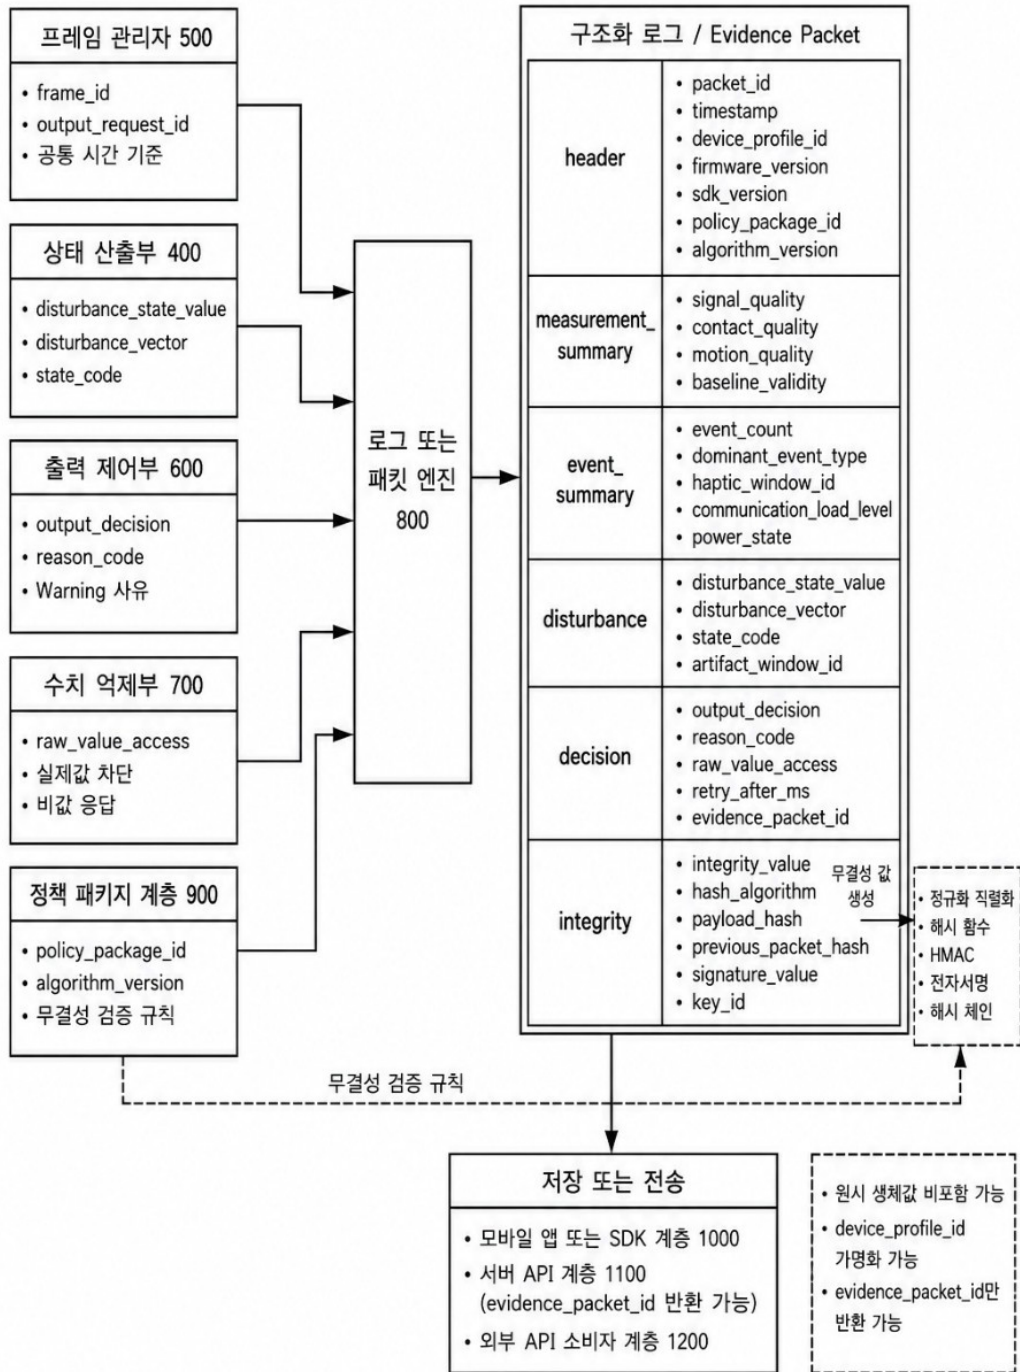 프레임 관리자 500
• frame_id
• output_request_id
• 공통 시간 기준
상태 산출부 400
• disturbance_state_value
• disturbance_vector
• state_code
출력 제어부 600
• output_decision
• reason_code
• Warning 사유
수치 억제부 700
• raw_value_access
• 실제값 차단
• 비값 응답
정책 패키지 계층 900
• policy_package_id
• algorithm_version
• 무결성 검증 규칙
로그 또는
패킷 엔진
800
구조화 로그 / Evidence Packet
header
• packet_id
• timestamp
• device_profile_id
• firmware_version
• sdk_version
• policy_package_id
• algorithm_version
measurement_
summary
• signal_quality
• contact_quality
• motion_quality
• baseline_validity
event_
summary
• event_count
• dominant_event_type
• haptic_window_id
• communication_load_level
• power_state
disturbance
• disturbance_state_value
• disturbance_vector
• state_code
• artifact_window_id
decision
• output_decision
• reason_code
• raw_value_access
• retry_after_ms
• evidence_packet_id
integrity
• integrity_value
• hash_algorithm
• payload_hash
• previous_packet_hash
• signature_value
• key_id
무결성 값
생성
• 정규화 직렬화
• 해시 함수
• HMAC
• 전자서명
• 해시 체인
무결성 검증 규칙
저장 또는 전송
• 모바일 앱 또는 SDK 계층 1000
• 서버 API 계층 1100
(evidence_packet_id 반환 가능)
• 외부 API 소비자 계층 1200
• 원시 생체값 비포함 가능
• device_profile_id
가명화 가능
• evidence_packet_id만
반환 가능